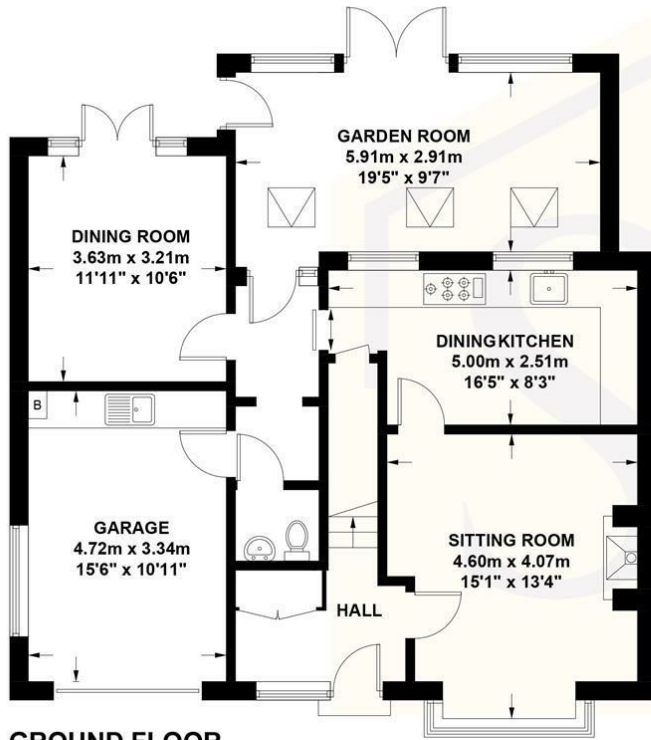 GARDEN ROOM
5.91m x 2.91m
19'5" x 9'7"
DINING ROOM
3.63m x 3.21m
11'11" x 10'6"
DINING KITCHEN
5.00m x 2.51m
16'5" x 8'3"
B
GARAGE
4.72m x 3.34m
15'6" x 10'11"
SITTING ROOM
4.60m x 4.07m
15'1" x 13'4"
HALL
GROUND FLOOR